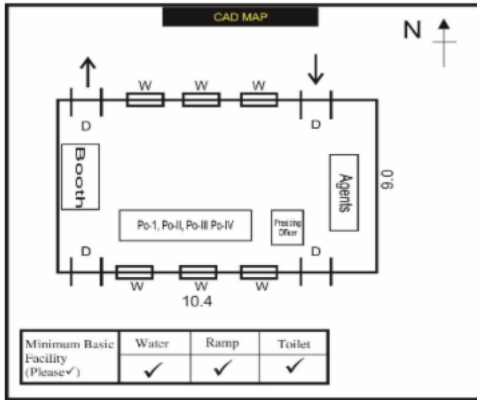 CAD MAP
N
W W W
D D
Booth
Agents
6.0
Po-1, Po-II, Po-III Po-IV
Presiding
Officer
D D
W W W
10.4
Minimum Basic
Facility
(Please✓)
Water Ramp Toilet
✓ ✓ ✓